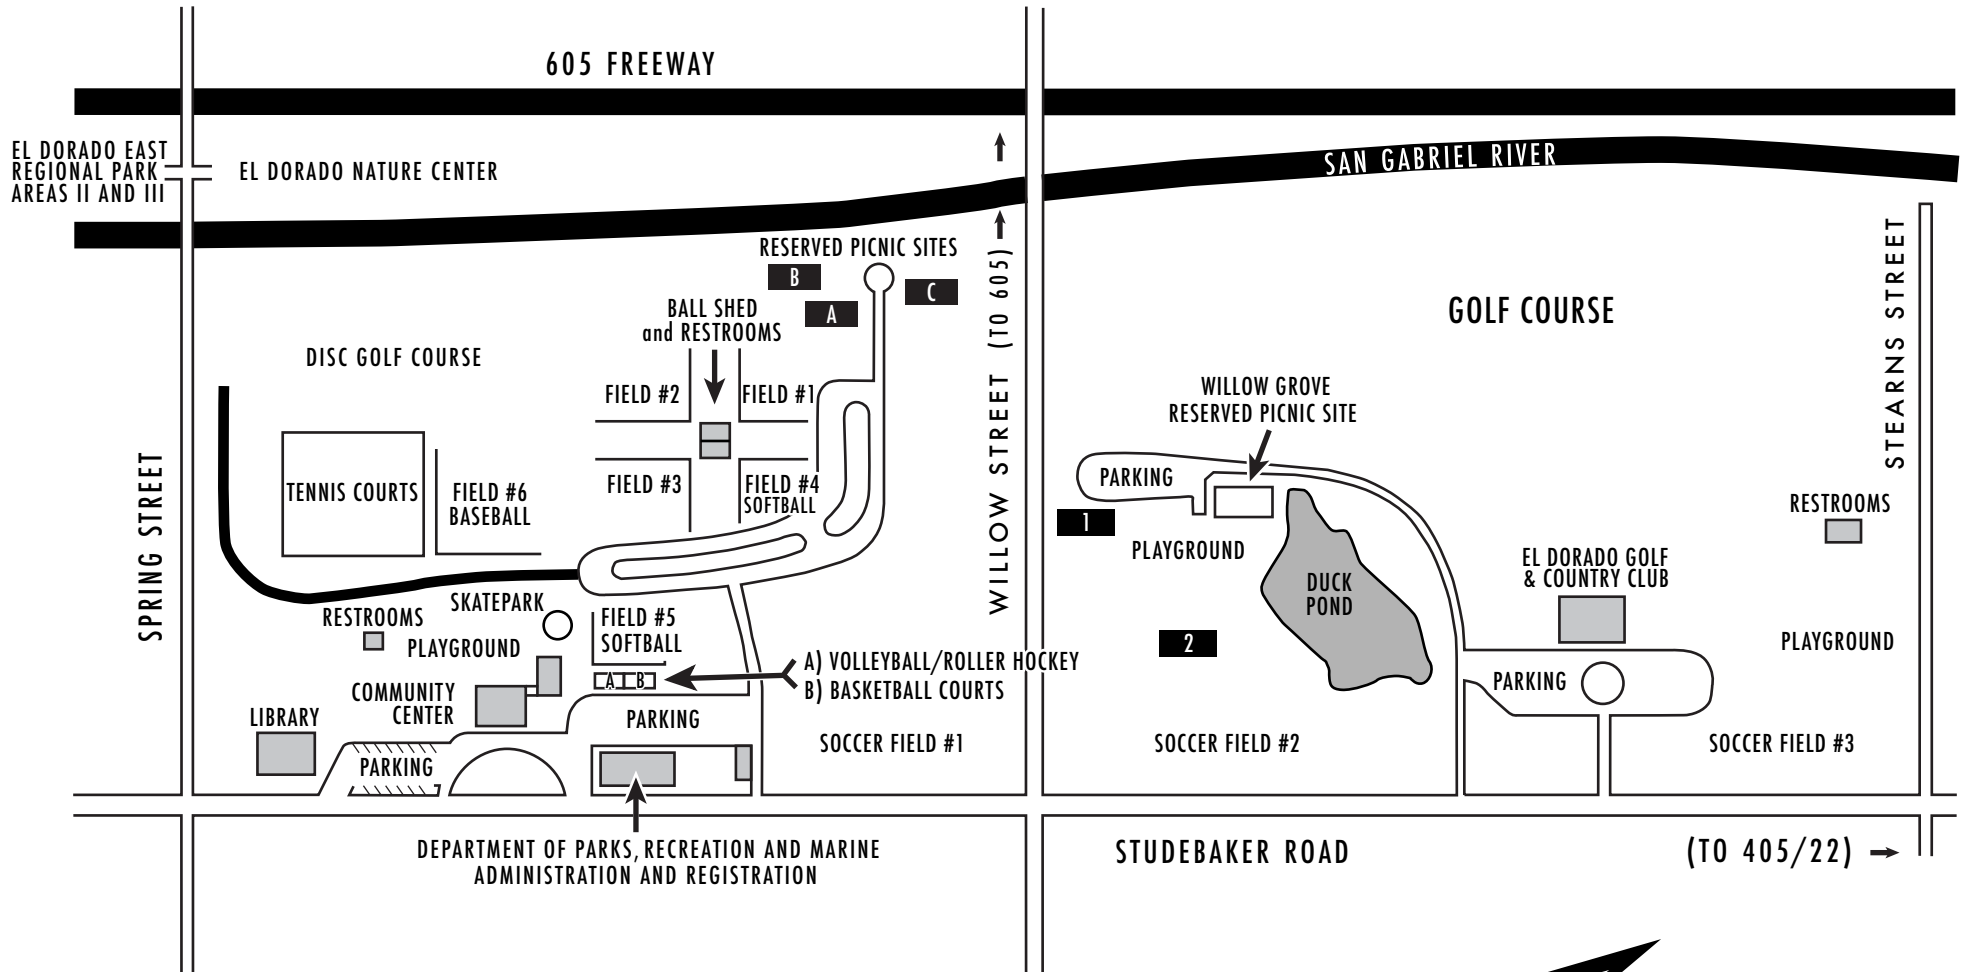 605 FREEWAY
EL DORADO EAST
REGIONAL PARK
AREAS II AND III
EL DORADO NATURE CENTER
SAN GABRIEL RIVER
RESERVED PICNIC SITES
B
C
A
BALL SHED
and RESTROOMS
DISC GOLF COURSE
FIELD #2
FIELD #1
FIELD #3
FIELD #4
SOFTBALL
TENNIS COURTS
FIELD #6
BASEBALL
SPRING STREET
WILLOW STREET (TO 605)
GOLF COURSE
STEARNS STREET
WILLOW GROVE
RESERVED PICNIC SITE
PARKING
1
PLAYGROUND
DUCK
POND
2
RESTROOMS
EL DORADO GOLF
& COUNTRY CLUB
PLAYGROUND
PARKING
RESTROOMS
SKATEPARK
PLAYGROUND
FIELD #5
SOFTBALL
A B
A) VOLLEYBALL/ROLLER HOCKEY
B) BASKETBALL COURTS
COMMUNITY
CENTER
LIBRARY
PARKING
PARKING
SOCCER FIELD #1
SOCCER FIELD #2
SOCCER FIELD #3
DEPARTMENT OF PARKS, RECREATION AND MARINE
ADMINISTRATION AND REGISTRATION
STUDEBAKER ROAD
(TO 405/22)